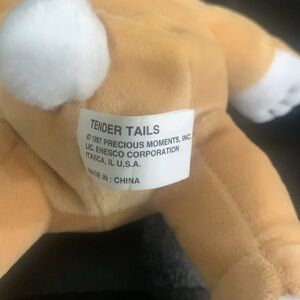 TENDER TAILS
© 1997 PRECIOUS MOMENTS, INC.
LIC. ENESCO CORPORATION
ITASCA, IL U.S.A.
MADE IN : CHINA